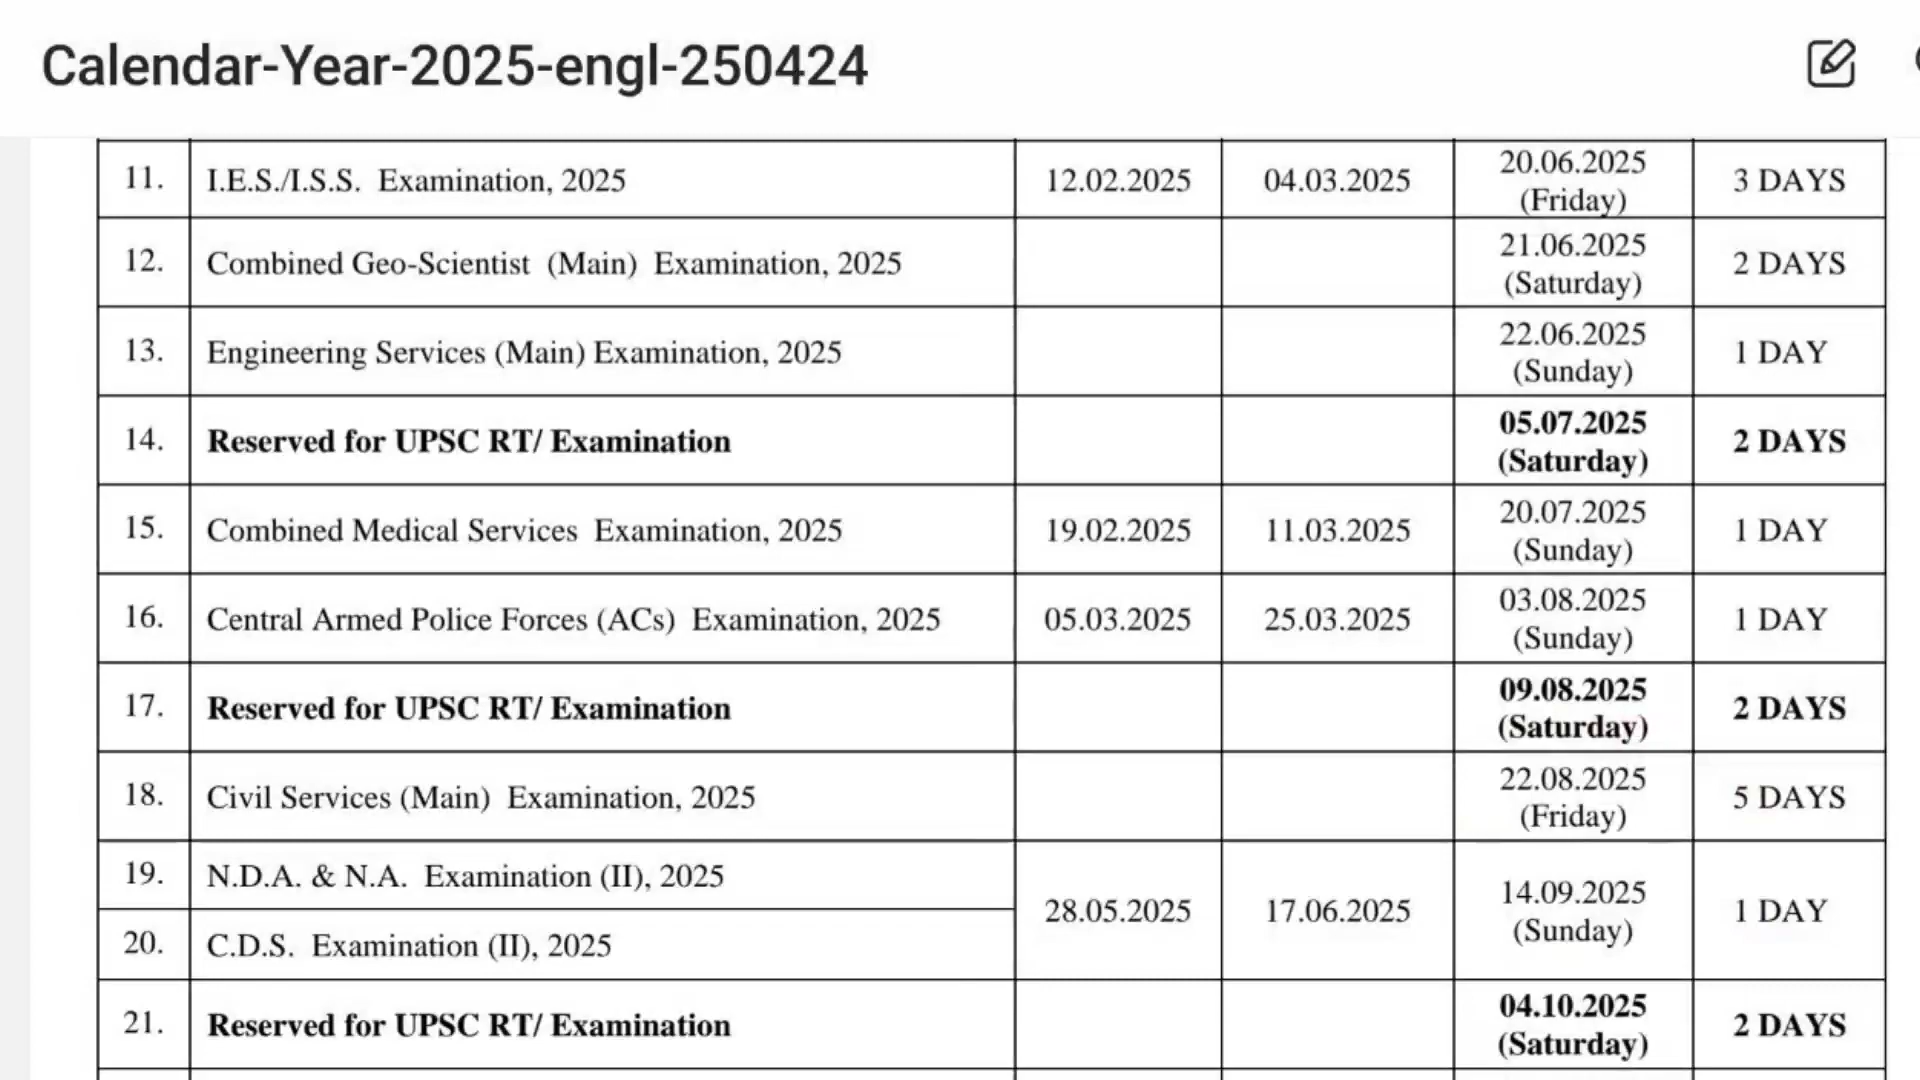 Calendar-Year-2025-engl-250424
11. I.E.S./I.S.S. Examination, 2025 12.02.2025 04.03.2025 20.06.2025 (Friday) 3 DAYS
12. Combined Geo-Scientist (Main) Examination, 2025 21.06.2025 (Saturday) 2 DAYS
13. Engineering Services (Main) Examination, 2025 22.06.2025 (Sunday) 1 DAY
14. Reserved for UPSC RT/ Examination 05.07.2025 (Saturday) 2 DAYS
15. Combined Medical Services Examination, 2025 19.02.2025 11.03.2025 20.07.2025 (Sunday) 1 DAY
16. Central Armed Police Forces (ACs) Examination, 2025 05.03.2025 25.03.2025 03.08.2025 (Sunday) 1 DAY
17. Reserved for UPSC RT/ Examination 09.08.2025 (Saturday) 2 DAYS
18. Civil Services (Main) Examination, 2025 22.08.2025 (Friday) 5 DAYS
19. N.D.A. & N.A. Examination (II), 2025 28.05.2025 17.06.2025 14.09.2025 (Sunday) 1 DAY
20. C.D.S. Examination (II), 2025
21. Reserved for UPSC RT/ Examination 04.10.2025 (Saturday) 2 DAYS